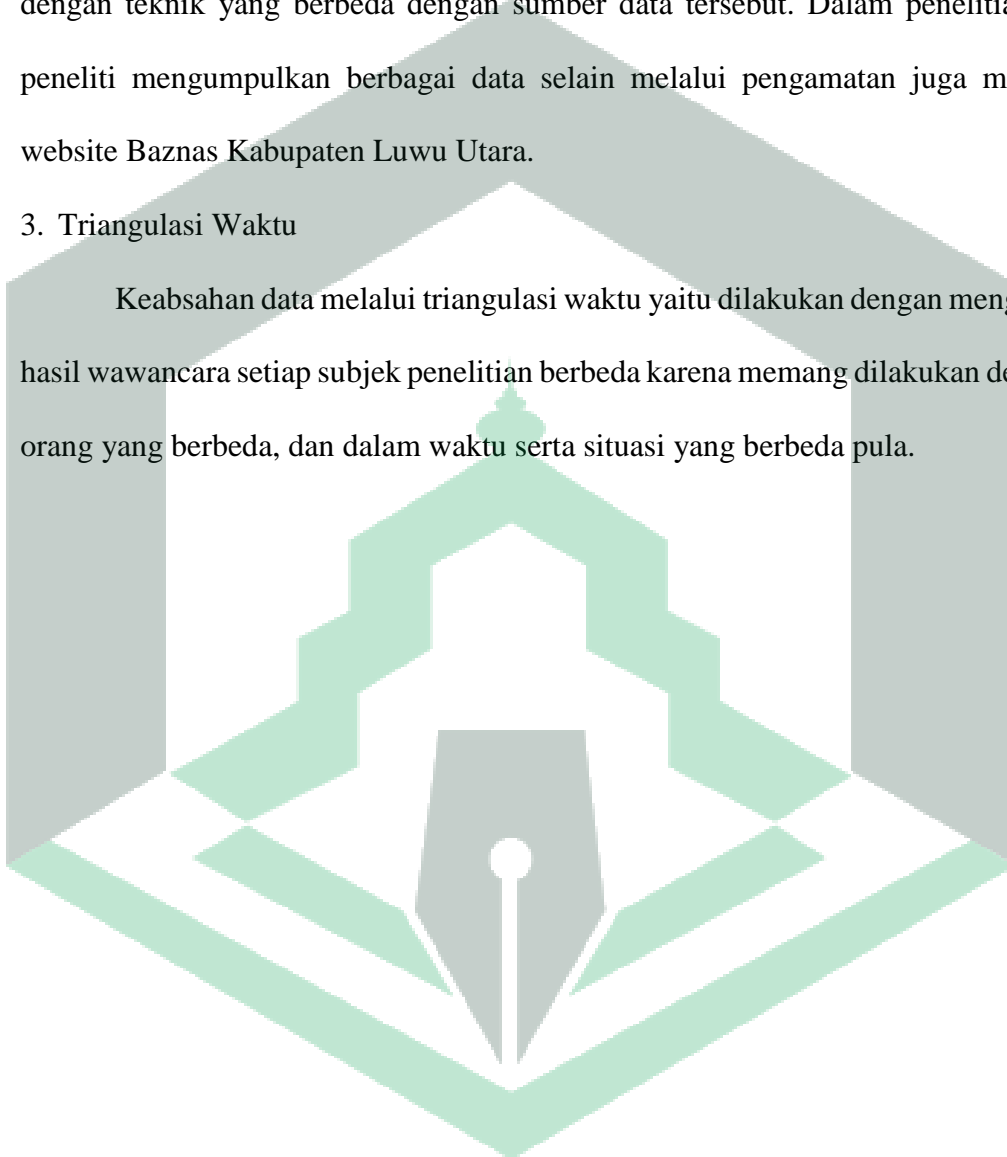 dengan teknik yang berbeda dengan sumber data tersebut. Dalam
peneliti mengumpulkan berbagai data selain melalui pengamatan juga
website Baznas Kabupaten Luwu Utara.
3. Triangulasi Waktu
Keabsahan data melalui triangulasi waktu yaitu dilakukan dengan
hasil wawancara setiap subjek penelitian berbeda karena memang dilakukan
orang yang berbeda, dan dalam waktu serta situasi yang berbeda pula.